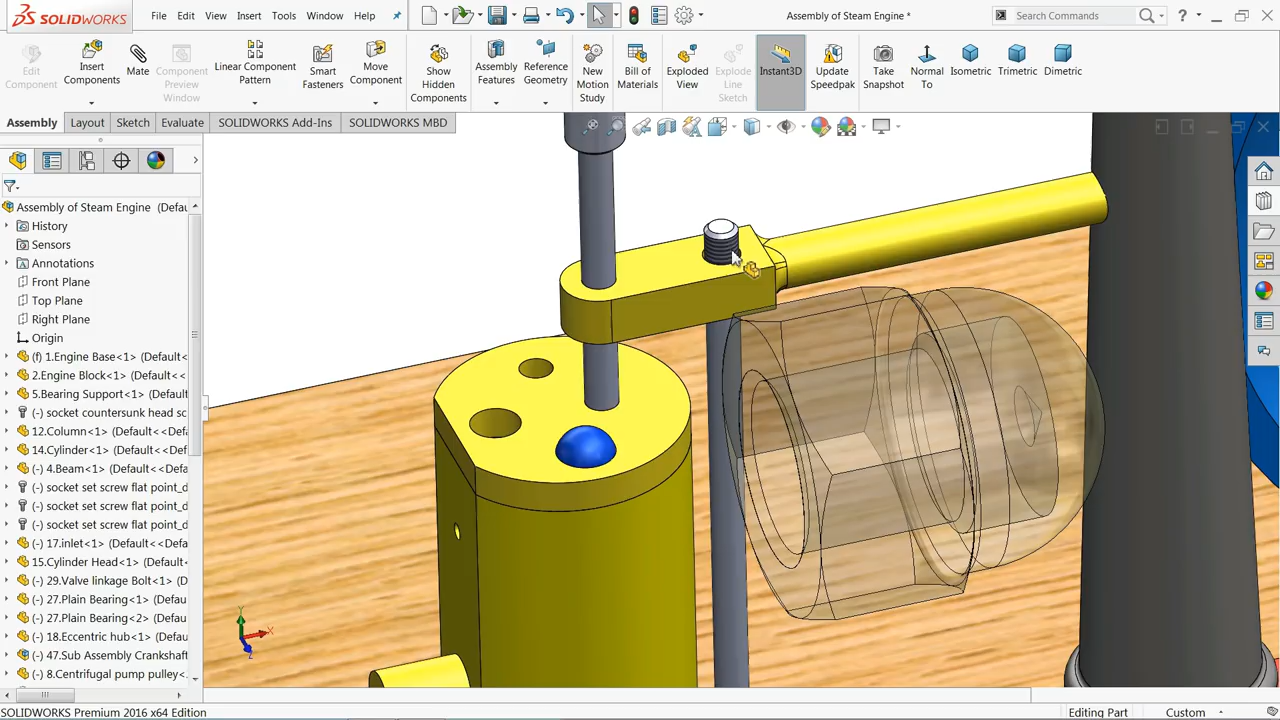 SOLIDWORKS
File
Edit
View
Insert
Tools
Window
Help
Assembly of Steam Engine *
Search Commands
Edit Component
Insert Components
Mate
Component Preview Window
Linear Component Pattern
Smart Fasteners
Move Component
Show Hidden Components
Assembly Features
Reference Geometry
New Motion Study
Bill of Materials
Exploded View
Explode Line Sketch
Instant3D
Update Speedpak
Take Snapshot
Normal To
Isometric
Trimetric
Dimetric
Assembly
Layout
Sketch
Evaluate
SOLIDWORKS Add-Ins
SOLIDWORKS MBD
Assembly of Steam Engine (Defau
History
Sensors
Annotations
Front Plane
Top Plane
Right Plane
Origin
(f) 1.Engine Base<1> (Default<
2.Engine Block<1> (Default<<
5.Bearing Support<1> (Default
(-) socket countersunk head sc
12.Column<1> (Default<<Defa
14.Cylinder<1> (Default<<Def
(-) 4.Beam<1> (Default<<Defa
(-) socket set screw flat point_d
(-) socket set screw flat point_d
(-) socket set screw flat point_d
(-) 17.inlet<1> (Default<<Defa
15.Cylinder Head<1> (Default<
(-) 29.Valve linkage Bolt<1> (D
(-) 27.Plain Bearing<1> (Defaul
(-) 27.Plain Bearing<2> (Defaul
(-) 18.Eccentric hub<1> (Defaul
(-) 47.Sub Assembly Crankshaft
(-) 8.Centrifugal pump pulley<
Y
X
Z
SOLIDWORKS Premium 2016 x64 Edition
Editing Part
Custom